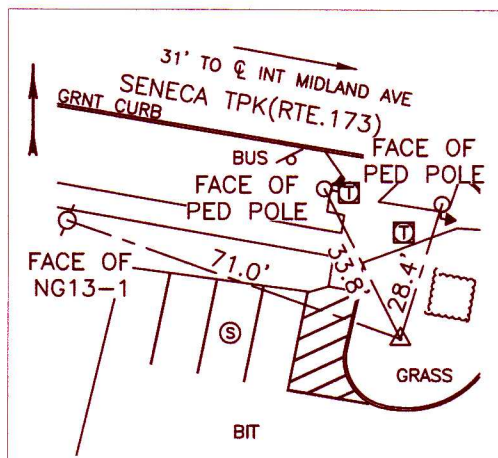 31' TO ℄ INT MIDLAND AVE
SENECA TPK(RTE.173)
GRNT CURB
BUS
FACE OF
PED POLE
FACE OF
PED POLE
T
T
FACE OF
NG13-1
71.0'
33.8'
28.4'
S
GRASS
BIT